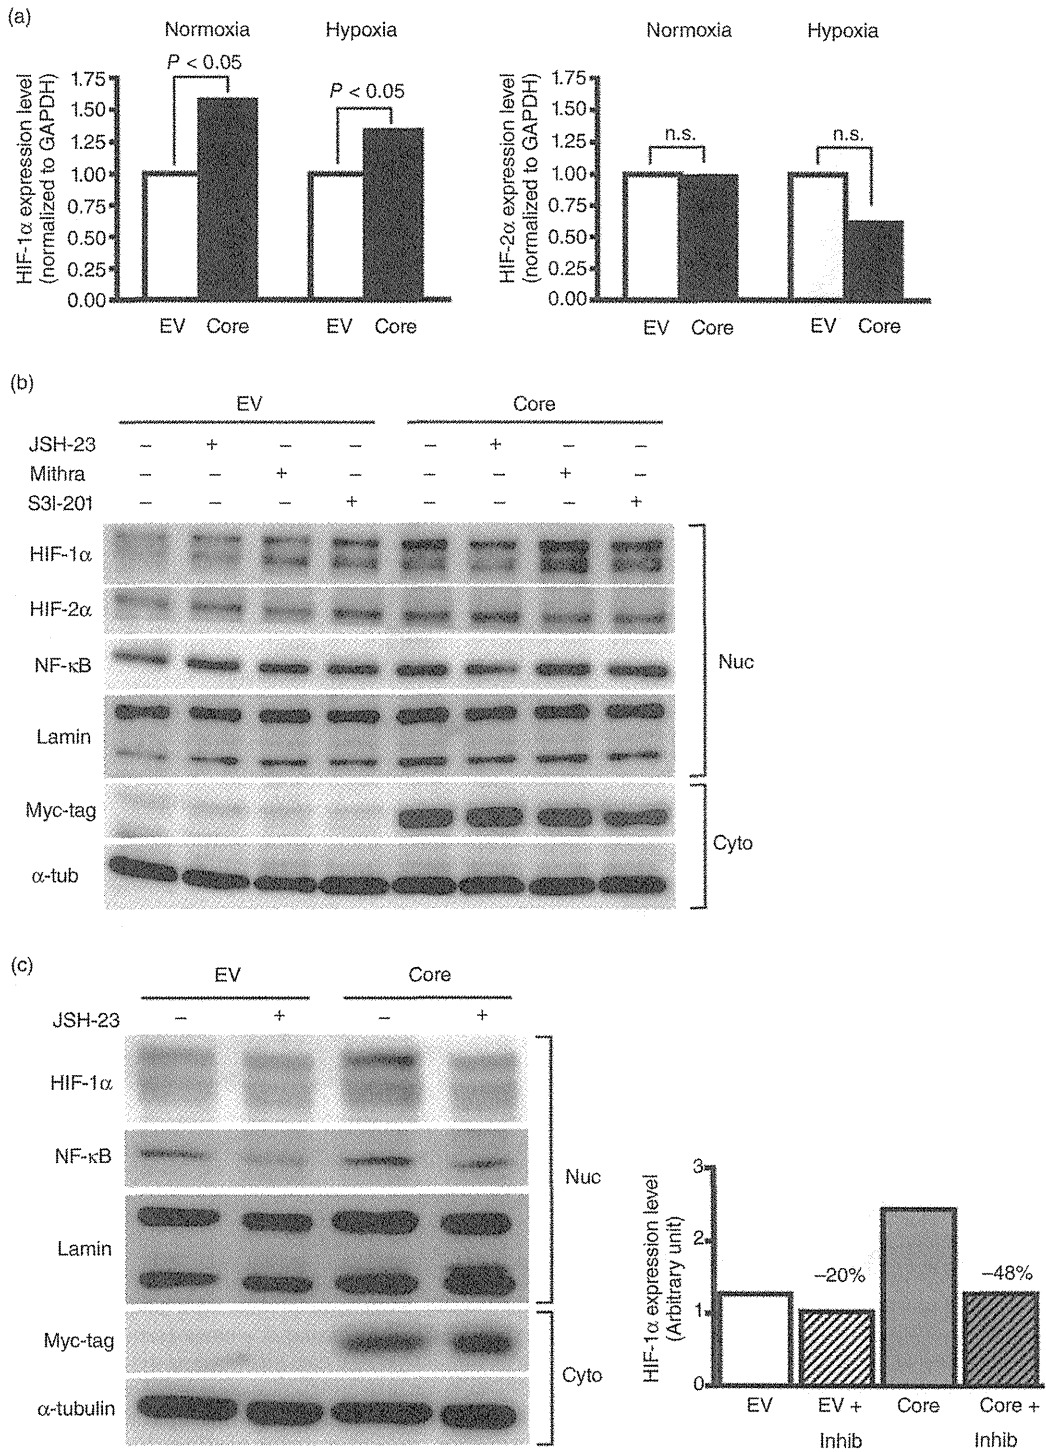 (a)
Normoxia Hypoxia
P < 0.05
P < 0.05
HIF-1α expression level
(normalized to GAPDH)
1.75
1.50
1.25
1.00
0.75
0.50
0.25
0.00
EV Core EV Core
Normoxia Hypoxia
n.s. n.s.
HIF-2α expression level
(normalized to GAPDH)
1.75
1.50
1.25
1.00
0.75
0.50
0.25
0.00
EV Core EV Core
(b)
EV Core
JSH-23 – + – – – + – –
Mithra – – + – – – + –
S3I-201 – – – + – – – +
HIF-1α
HIF-2α
NF-κB
Lamin
Nuc
Myc-tag
α-tub
Cyto
(c)
EV Core
JSH-23 – + – +
HIF-1α
NF-κB
Lamin
Nuc
Myc-tag
α-tubulin
Cyto
HIF-1α expression level
(Arbitrary unit)
3
2
1
0
–20%
–48%
EV EV + Core Core +
Inhib Inhib